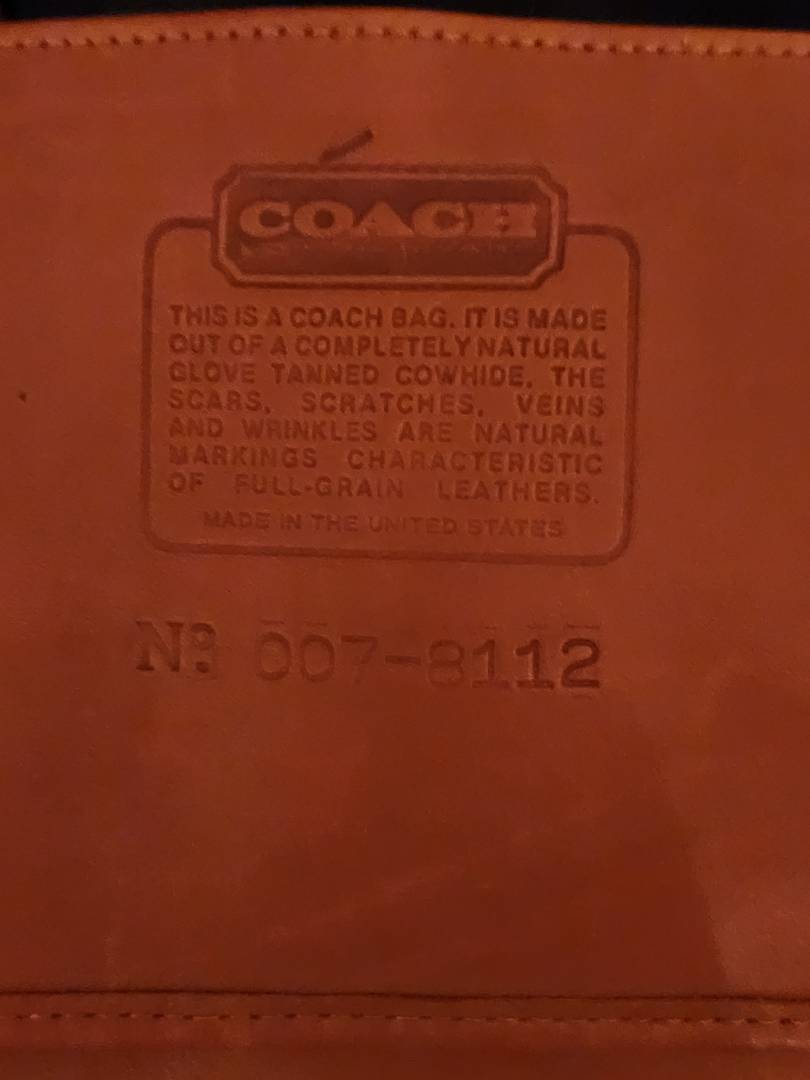 COACH
THIS IS A COACH BAG. IT IS MADE
OUT OF A COMPLETELY NATURAL
GLOVE TANNED COWHIDE. THE
SCARS, SCRATCHES, VEINS
AND WRINKLES ARE NATURAL
MARKINGS CHARACTERISTIC
OF FULL-GRAIN LEATHERS.
MADE IN THE UNITED STATES
Nº 007-8112